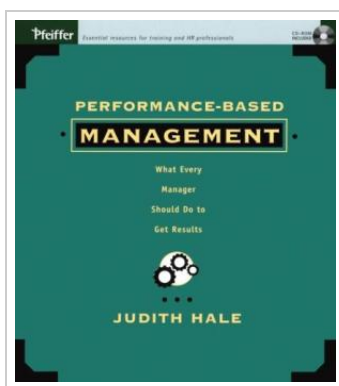 Pfeiffer
Essential resources for training and HR professionals
CD-ROM
INCLUDED
PERFORMANCE-BASED
MANAGEMENT
What Every
Manager
Should Do to
Get Results
JUDITH HALE